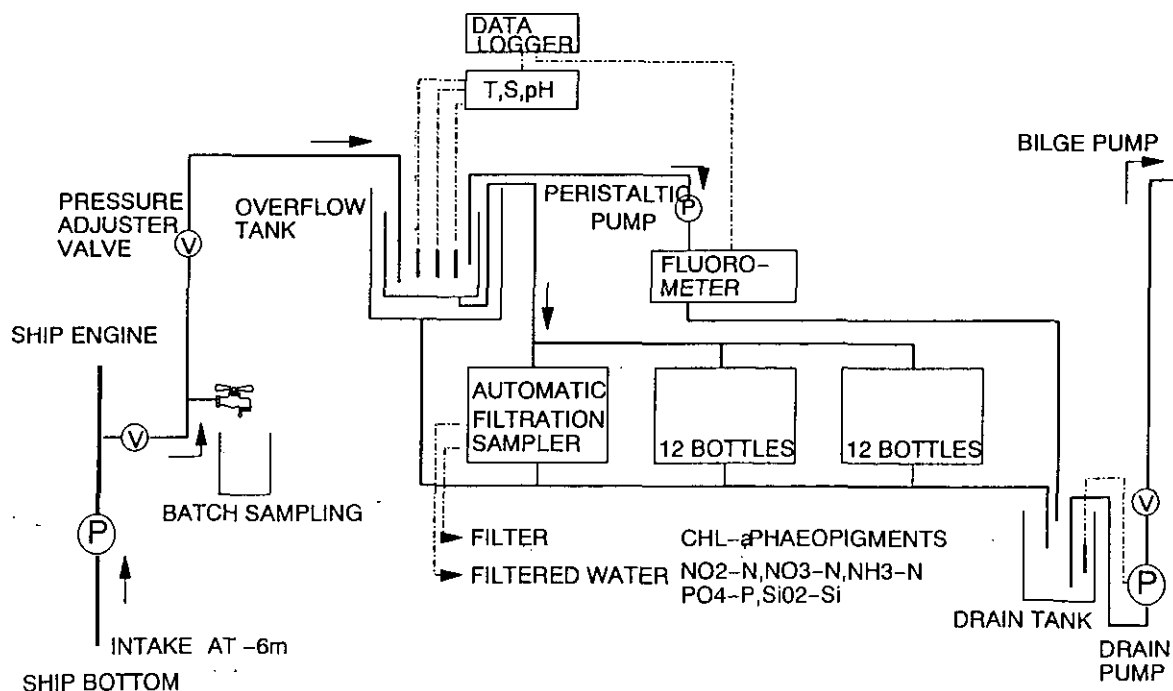 DATA
LOGGER
T,S,pH
BILGE PUMP
PRESSURE
ADJUSTER
VALVE
OVERFLOW
TANK
PERISTALTIC
PUMP
P
V
FLUORO-
METER
SHIP ENGINE
V
AUTOMATIC
FILTRATION
SAMPLER
12 BOTTLES
12 BOTTLES
BATCH SAMPLING
P
V
FILTER
CHL-aPHAEOPIGMENTS
FILTERED WATER
NO2-N,NO3-N,NH3-N
PO4-P,Si02-Si
P
DRAIN TANK
DRAIN
PUMP
INTAKE AT -6m
SHIP BOTTOM